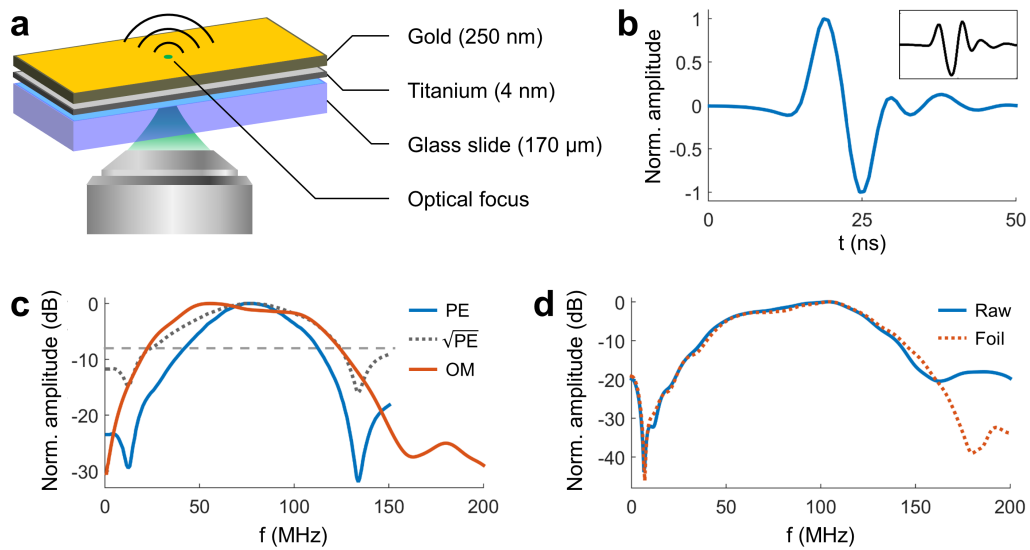 a
Gold (250 nm)
Titanium (4 nm)
Glass slide (170 µm)
Optical focus
b
Norm. amplitude
1
0.5
0
-0.5
-1
0
25
50
t (ns)
c
Norm. amplitude (dB)
0
-10
-20
-30
0
50
100
150
200
f (MHz)
PE
√PE
OM
d
Norm. amplitude (dB)
0
-10
-20
-30
-40
0
50
100
150
200
f (MHz)
Raw
Foil